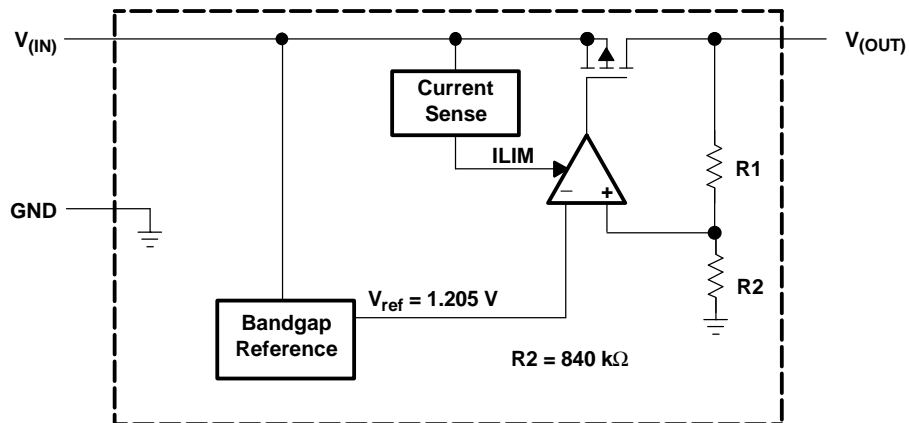 V(IN)
V(OUT)
Current
Sense
ILIM
R1
−
+
GND
R2
Vref = 1.205 V
Bandgap
Reference
R2 = 840 kΩ